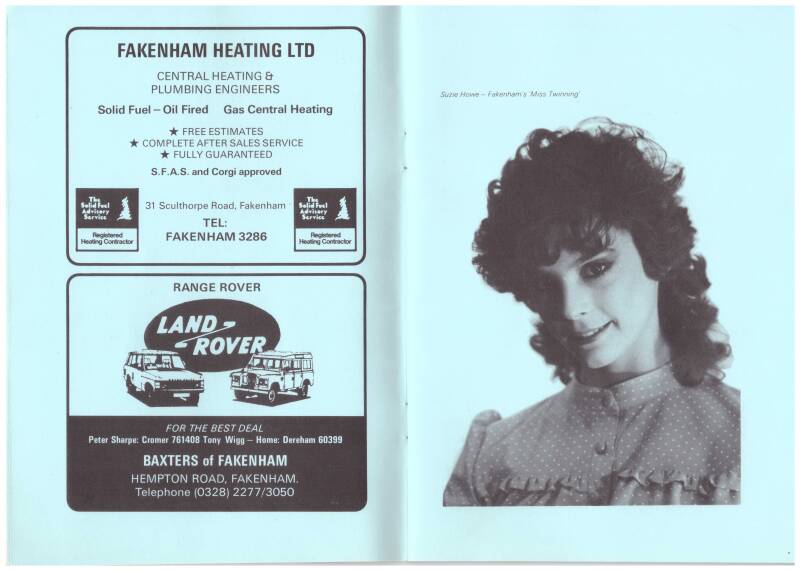 FAKENHAM HEATING LTD
CENTRAL HEATING &
PLUMBING ENGINEERS
Solid Fuel – Oil Fired Gas Central Heating
★ FREE ESTIMATES
★ COMPLETE AFTER SALES SERVICE
★ FULLY GUARANTEED
S.F.A.S. and Corgi approved
The
Solid Fuel
Advisory
Service
Registered
Heating Contractor
31 Sculthorpe Road, Fakenham
TEL:
FAKENHAM 3286
The
Solid Fuel
Advisory
Service
Registered
Heating Contractor
RANGE ROVER
LAND
ROVER
FOR THE BEST DEAL
Peter Sharpe: Cromer 761408 Tony Wigg – Home: Dereham 60399
BAXTERS of FAKENHAM
HEMPTON ROAD, FAKENHAM.
Telephone (0328) 2277/3050
Suzie Howe – Fakenham's 'Miss Twinning'